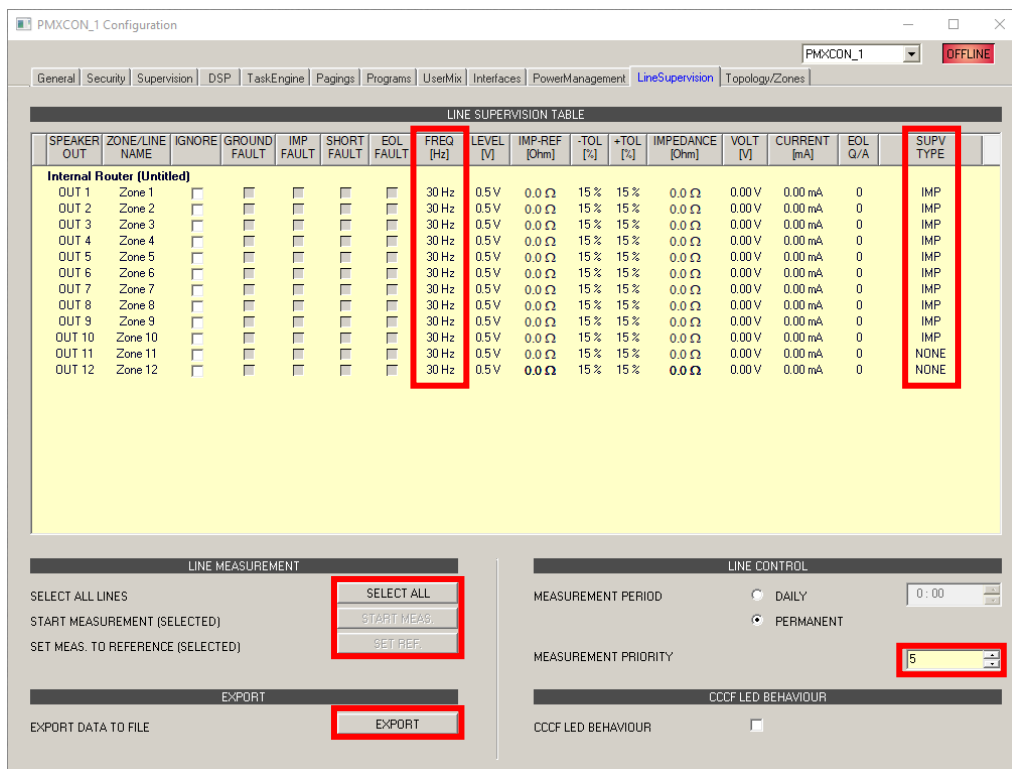 PMXCON_1 Configuration
PMXCON_1 OFFLINE
General Security Supervision DSP TaskEngine Pagings Programs UserMix Interfaces PowerManagement LineSupervision Topology/Zones
LINE SUPERVISION TABLE
SPEAKER OUT ZONE/LINE NAME IGNORE GROUND FAULT IMP FAULT SHORT FAULT EOL FAULT FREQ [Hz] LEVEL [V] IMP-REF [Ohm] -TOL [%] +TOL [%] IMPEDANCE [Ohm] VOLT [V] CURRENT [mA] EOL Q/A SUPV TYPE
Internal Router (Untitled)
OUT 1 Zone 1 30 Hz 0.5 V 0.0 Ω 15 % 15 % 0.0 Ω 0.00 V 0.00 mA 0 IMP
OUT 2 Zone 2 30 Hz 0.5 V 0.0 Ω 15 % 15 % 0.0 Ω 0.00 V 0.00 mA 0 IMP
OUT 3 Zone 3 30 Hz 0.5 V 0.0 Ω 15 % 15 % 0.0 Ω 0.00 V 0.00 mA 0 IMP
OUT 4 Zone 4 30 Hz 0.5 V 0.0 Ω 15 % 15 % 0.0 Ω 0.00 V 0.00 mA 0 IMP
OUT 5 Zone 5 30 Hz 0.5 V 0.0 Ω 15 % 15 % 0.0 Ω 0.00 V 0.00 mA 0 IMP
OUT 6 Zone 6 30 Hz 0.5 V 0.0 Ω 15 % 15 % 0.0 Ω 0.00 V 0.00 mA 0 IMP
OUT 7 Zone 7 30 Hz 0.5 V 0.0 Ω 15 % 15 % 0.0 Ω 0.00 V 0.00 mA 0 IMP
OUT 8 Zone 8 30 Hz 0.5 V 0.0 Ω 15 % 15 % 0.0 Ω 0.00 V 0.00 mA 0 IMP
OUT 9 Zone 9 30 Hz 0.5 V 0.0 Ω 15 % 15 % 0.0 Ω 0.00 V 0.00 mA 0 IMP
OUT 10 Zone 10 30 Hz 0.5 V 0.0 Ω 15 % 15 % 0.0 Ω 0.00 V 0.00 mA 0 IMP
OUT 11 Zone 11 30 Hz 0.5 V 0.0 Ω 15 % 15 % 0.0 Ω 0.00 V 0.00 mA 0 NONE
OUT 12 Zone 12 30 Hz 0.5 V 0.0 Ω 15 % 15 % 0.0 Ω 0.00 V 0.00 mA 0 NONE
LINE MEASUREMENT
SELECT ALL LINES SELECT ALL
START MEASUREMENT (SELECTED) START MEAS.
SET MEAS. TO REFERENCE (SELECTED) SET REF.
EXPORT
EXPORT DATA TO FILE EXPORT
LINE CONTROL
MEASUREMENT PERIOD DAILY 0 : 00
PERMANENT
MEASUREMENT PRIORITY 5
CCCF LED BEHAVIOUR
CCCF LED BEHAVIOUR